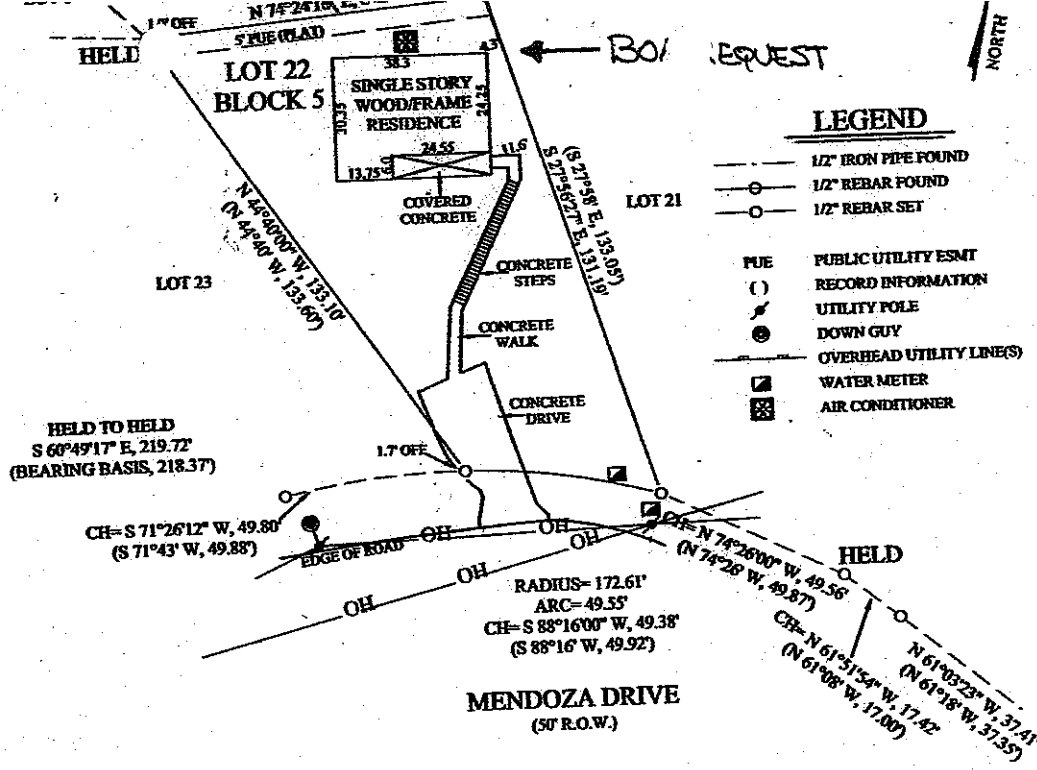 N 74°24'16" E,
1.7' OFF
5' PUE (PLAT)
HELD
LOT 22
BLOCK 5
38.3
4.3'
EQUEST
NORTH
SINGLE STORY
WOOD/FRAME
RESIDENCE
30.35
24.25
24.55
11.6'
13.75
6.0
COVERED
CONCRETE
(S 27°58' E, 133.05')
S 27°56'27" E, 131.19'
LOT 21
N 44°40'00" W, 133.10'
(N 44°40' W, 133.60')
LOT 23
CONCRETE
STEPS
CONCRETE
WALK
CONCRETE
DRIVE
LEGEND
1/2" IRON PIPE FOUND
1/2" REBAR FOUND
1/2" REBAR SET
PUE PUBLIC UTILITY ESMT
( ) RECORD INFORMATION
UTILITY POLE
DOWN GUY
OVERHEAD UTILITY LINE(S)
WATER METER
AIR CONDITIONER
HELD TO HELD
S 60°49'17" E, 219.72'
(BEARING BASIS, 218.37')
1.7' OFF
CH= S 71°26'12" W, 49.80'
(S 71°43' W, 49.88')
EDGE OF ROAD
OH
OH
OH
OH
OH
CH= N 74°26'00" W, 49.56'
(N 74°26' W, 49.87')
HELD
RADIUS= 172.61'
ARC= 49.55'
CH= S 88°16'00" W, 49.38'
(S 88°16' W, 49.92')
CH= N 61°51'54" W, 17.42'
(N 61°08' W, 17.00')
N 61°03'23" W, 37.41'
(N 61°18' W, 37.35')
MENDOZA DRIVE
(50' R.O.W.)